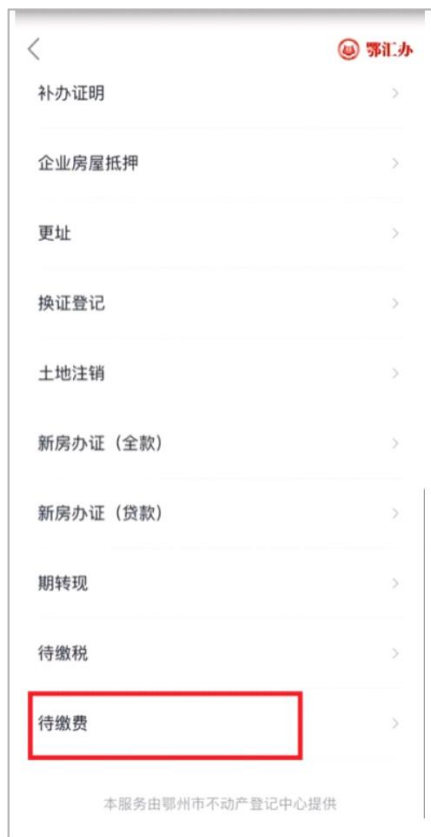 鄂汇办
补办证明
企业房屋抵押
更址
换证登记
土地注销
新房办证（全款）
新房办证（贷款）
期转现
待缴税
待缴费
本服务由鄂州市不动产登记中心提供